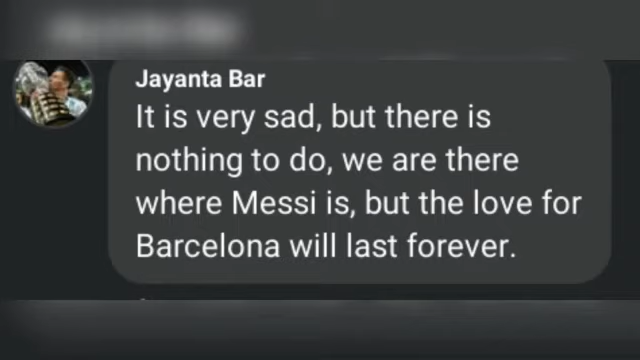 Jayanta Bar
It is very sad, but there is
nothing to do, we are there
where Messi is, but the love for
Barcelona will last forever.